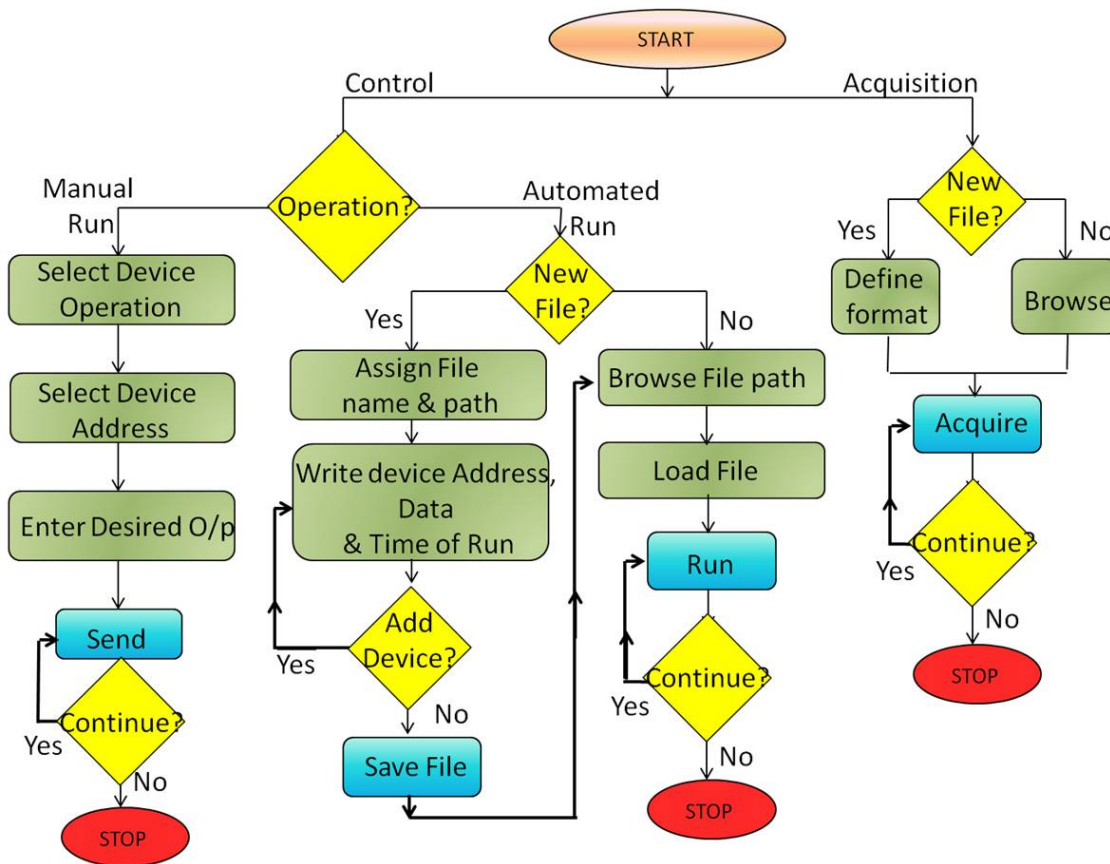 START
Control
Acquisition
Manual
Run
Operation?
Automated
Run
New
File?
Yes
No
Select Device
Operation
New
File?
Define
format
Browse
Yes
No
Select Device
Address
Assign File
name & path
Browse File path
Acquire
Write device Address,
Data
& Time of Run
Load File
Enter Desired O/p
Run
Continue?
Yes
No
Send
Add
Device?
Yes
No
Continue?
Yes
No
STOP
Continue?
Yes
No
Save File
STOP
STOP